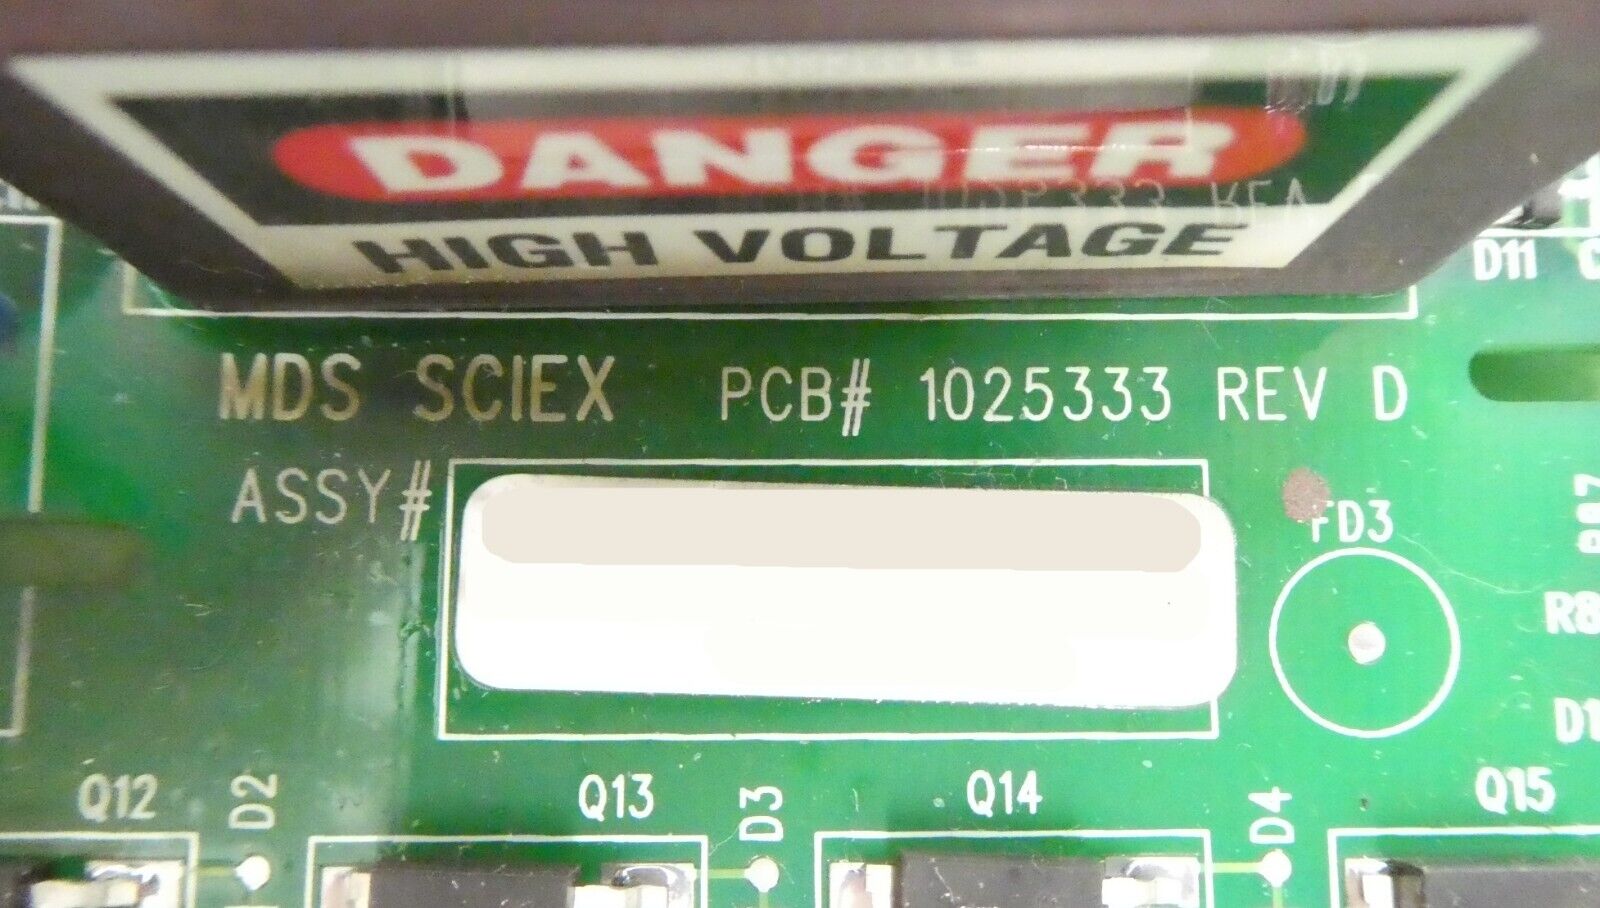 DANGER
HIGH VOLTAGE
D11
MDS SCIEX PCB# 1025333 REV D
ASSY#
FD3
Q12 D2 Q13 D3 Q14 D4 Q15